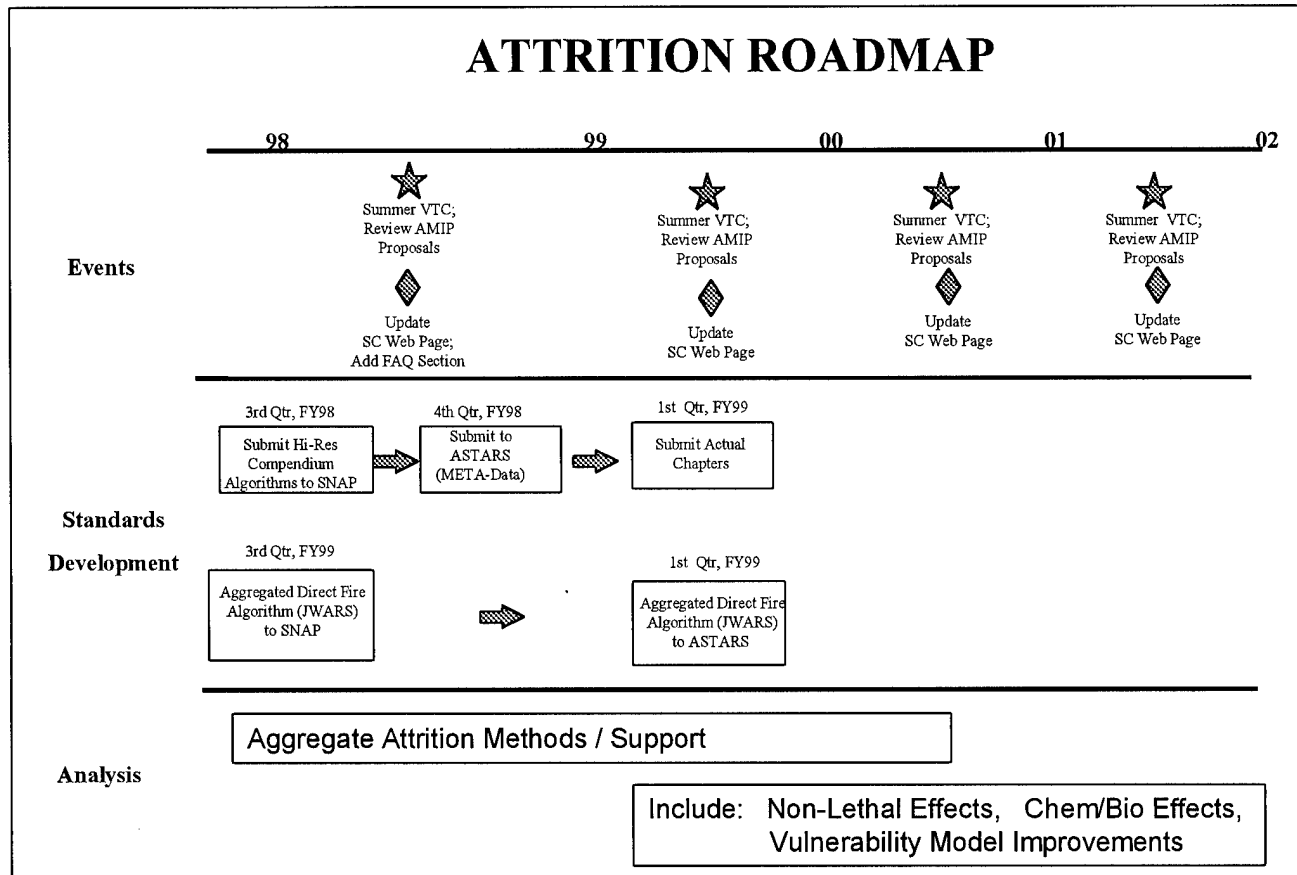 ATTRITION ROADMAP
98
99
00
01
02
Events
Summer VTC;
Review AMIP
Proposals
Update
SC Web Page;
Add FAQ Section
Summer VTC;
Review AMIP
Proposals
Update
SC Web Page
Summer VTC;
Review AMIP
Proposals
Update
SC Web Page
Summer VTC;
Review AMIP
Proposals
Update
SC Web Page
Standards
Development
3rd Qtr, FY98
Submit Hi-Res
Compendium
Algorithms to SNAP
4th Qtr, FY98
Submit to
ASTARS
(META-Data)
1st Qtr, FY99
Submit Actual
Chapters
3rd Qtr, FY99
Aggregated Direct Fire
Algorithm (JWARS)
to SNAP
1st Qtr, FY99
Aggregated Direct Fire
Algorithm (JWARS)
to ASTARS
Analysis
Aggregate Attrition Methods / Support
Include: Non-Lethal Effects, Chem/Bio Effects,
Vulnerability Model Improvements